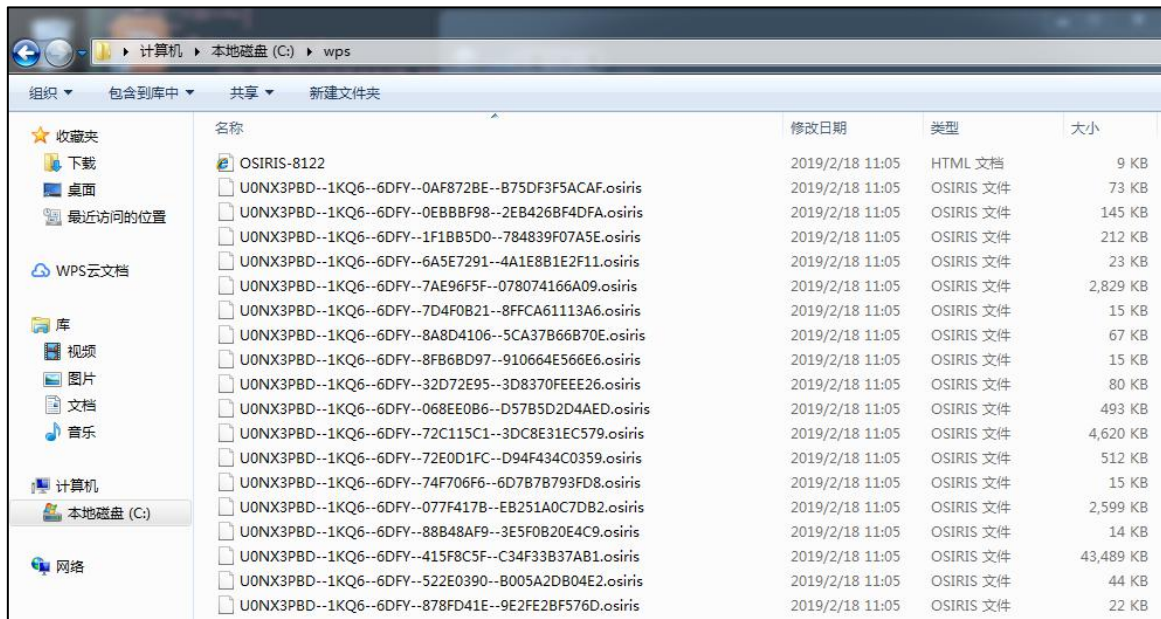 计算机 ▸ 本地磁盘 (C:) ▸ wps
组织 包含到库中 共享 新建文件夹
收藏夹
下载
桌面
最近访问的位置
WPS云文档
库
视频
图片
文档
音乐
计算机
本地磁盘 (C:)
网络
名称 修改日期 类型 大小
OSIRIS-8122 2019/2/18 11:05 HTML 文档 9 KB
U0NX3PBD--1KQ6--6DFY--0AF872BE--B75DF3F5ACAF.osiris 2019/2/18 11:05 OSIRIS 文件 73 KB
U0NX3PBD--1KQ6--6DFY--0EBBBF98--2EB426BF4DFA.osiris 2019/2/18 11:05 OSIRIS 文件 145 KB
U0NX3PBD--1KQ6--6DFY--1F1BB5D0--784839F07A5E.osiris 2019/2/18 11:05 OSIRIS 文件 212 KB
U0NX3PBD--1KQ6--6DFY--6A5E7291--4A1E8B1E2F11.osiris 2019/2/18 11:05 OSIRIS 文件 23 KB
U0NX3PBD--1KQ6--6DFY--7AE96F5F--078074166A09.osiris 2019/2/18 11:05 OSIRIS 文件 2,829 KB
U0NX3PBD--1KQ6--6DFY--7D4F0B21--8FFCA61113A6.osiris 2019/2/18 11:05 OSIRIS 文件 15 KB
U0NX3PBD--1KQ6--6DFY--8A8D4106--5CA37B66B70E.osiris 2019/2/18 11:05 OSIRIS 文件 67 KB
U0NX3PBD--1KQ6--6DFY--8FB6BD97--910664E566E6.osiris 2019/2/18 11:05 OSIRIS 文件 15 KB
U0NX3PBD--1KQ6--6DFY--32D72E95--3D8370FEEE26.osiris 2019/2/18 11:05 OSIRIS 文件 80 KB
U0NX3PBD--1KQ6--6DFY--068EE0B6--D57B5D2D4AED.osiris 2019/2/18 11:05 OSIRIS 文件 493 KB
U0NX3PBD--1KQ6--6DFY--72C115C1--3DC8E31EC579.osiris 2019/2/18 11:05 OSIRIS 文件 4,620 KB
U0NX3PBD--1KQ6--6DFY--72E0D1FC--D94F434C0359.osiris 2019/2/18 11:05 OSIRIS 文件 512 KB
U0NX3PBD--1KQ6--6DFY--74F706F6--6D7B7B793FD8.osiris 2019/2/18 11:05 OSIRIS 文件 15 KB
U0NX3PBD--1KQ6--6DFY--077F417B--EB251A0C7DB2.osiris 2019/2/18 11:05 OSIRIS 文件 2,599 KB
U0NX3PBD--1KQ6--6DFY--88B48AF9--3E5F0B20E4C9.osiris 2019/2/18 11:05 OSIRIS 文件 14 KB
U0NX3PBD--1KQ6--6DFY--415F8C5F--C34F33B37AB1.osiris 2019/2/18 11:05 OSIRIS 文件 43,489 KB
U0NX3PBD--1KQ6--6DFY--522E0390--B005A2DB04E2.osiris 2019/2/18 11:05 OSIRIS 文件 44 KB
U0NX3PBD--1KQ6--6DFY--878FD41E--9E2FE2BF576D.osiris 2019/2/18 11:05 OSIRIS 文件 22 KB